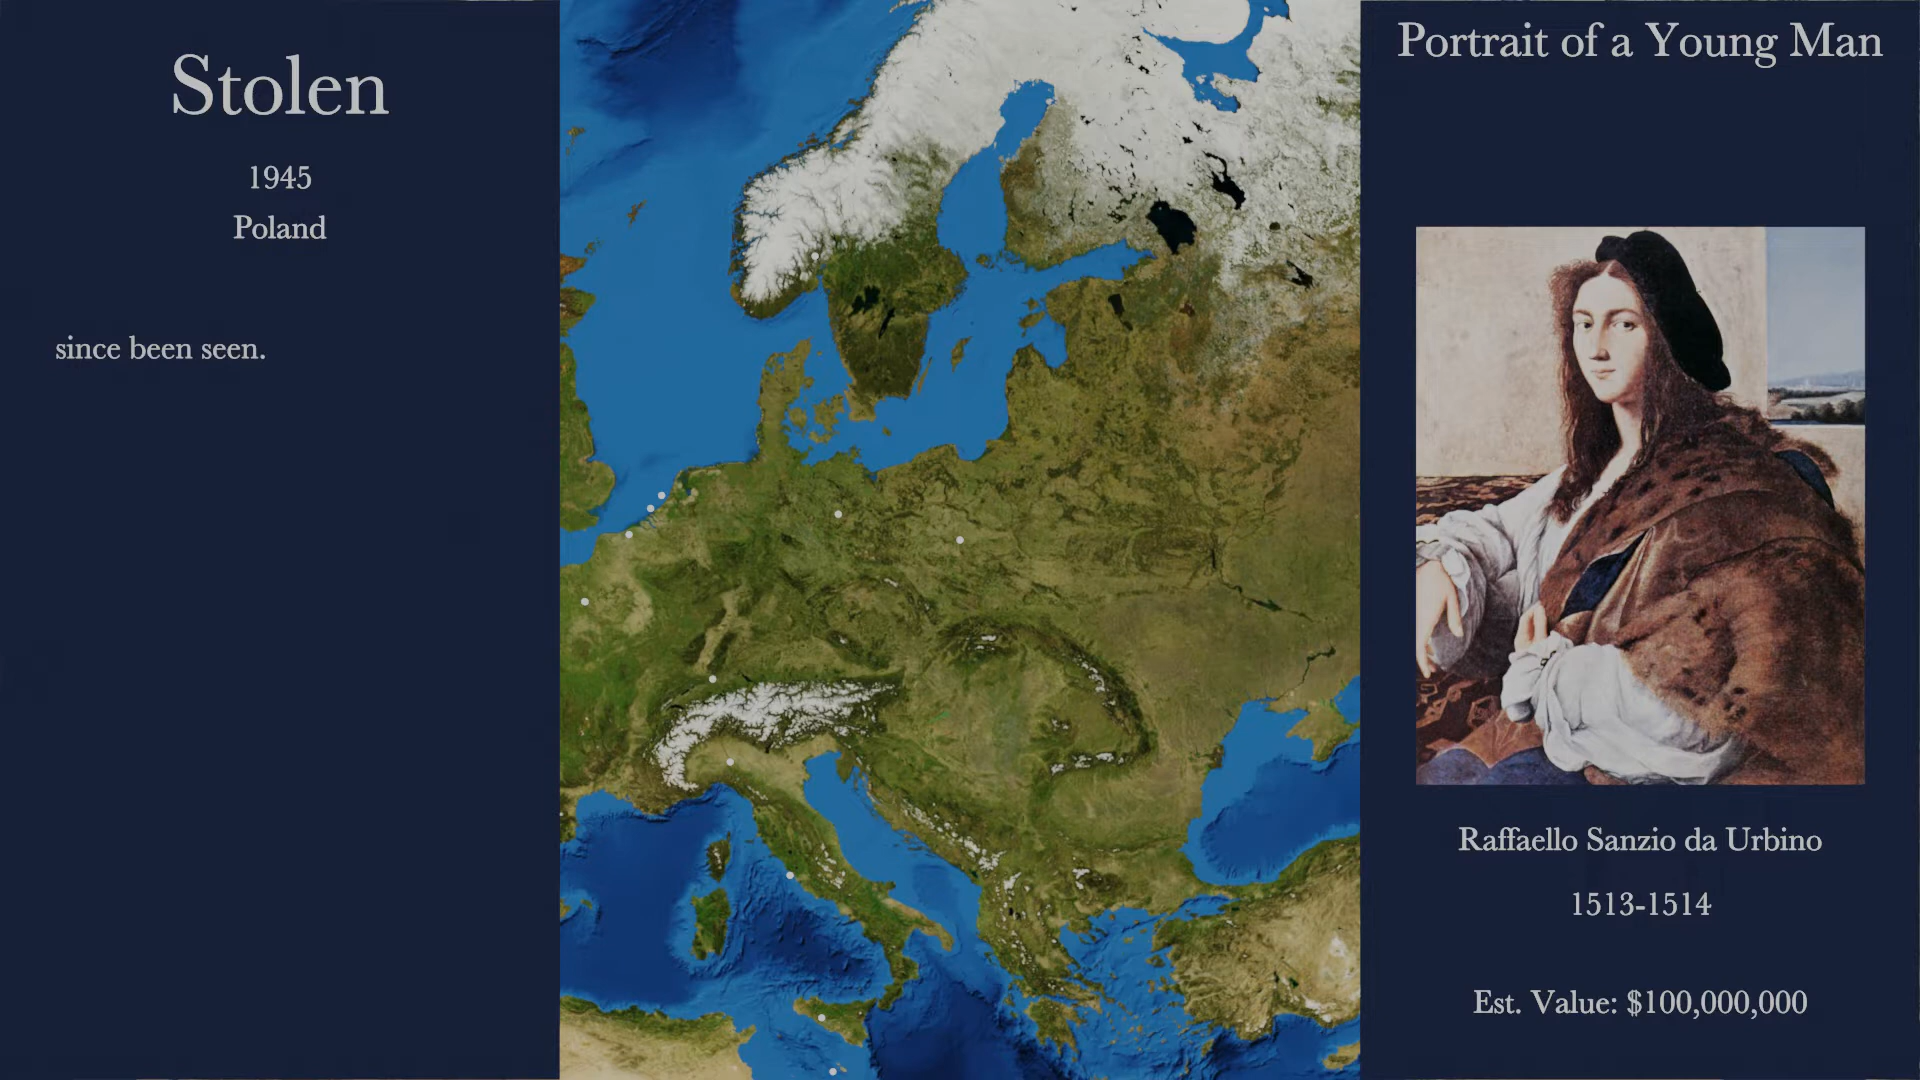 Stolen
1945
Poland
since been seen.
Portrait of a Young Man
Raffaello Sanzio da Urbino
1513-1514
Est. Value: $100,000,000